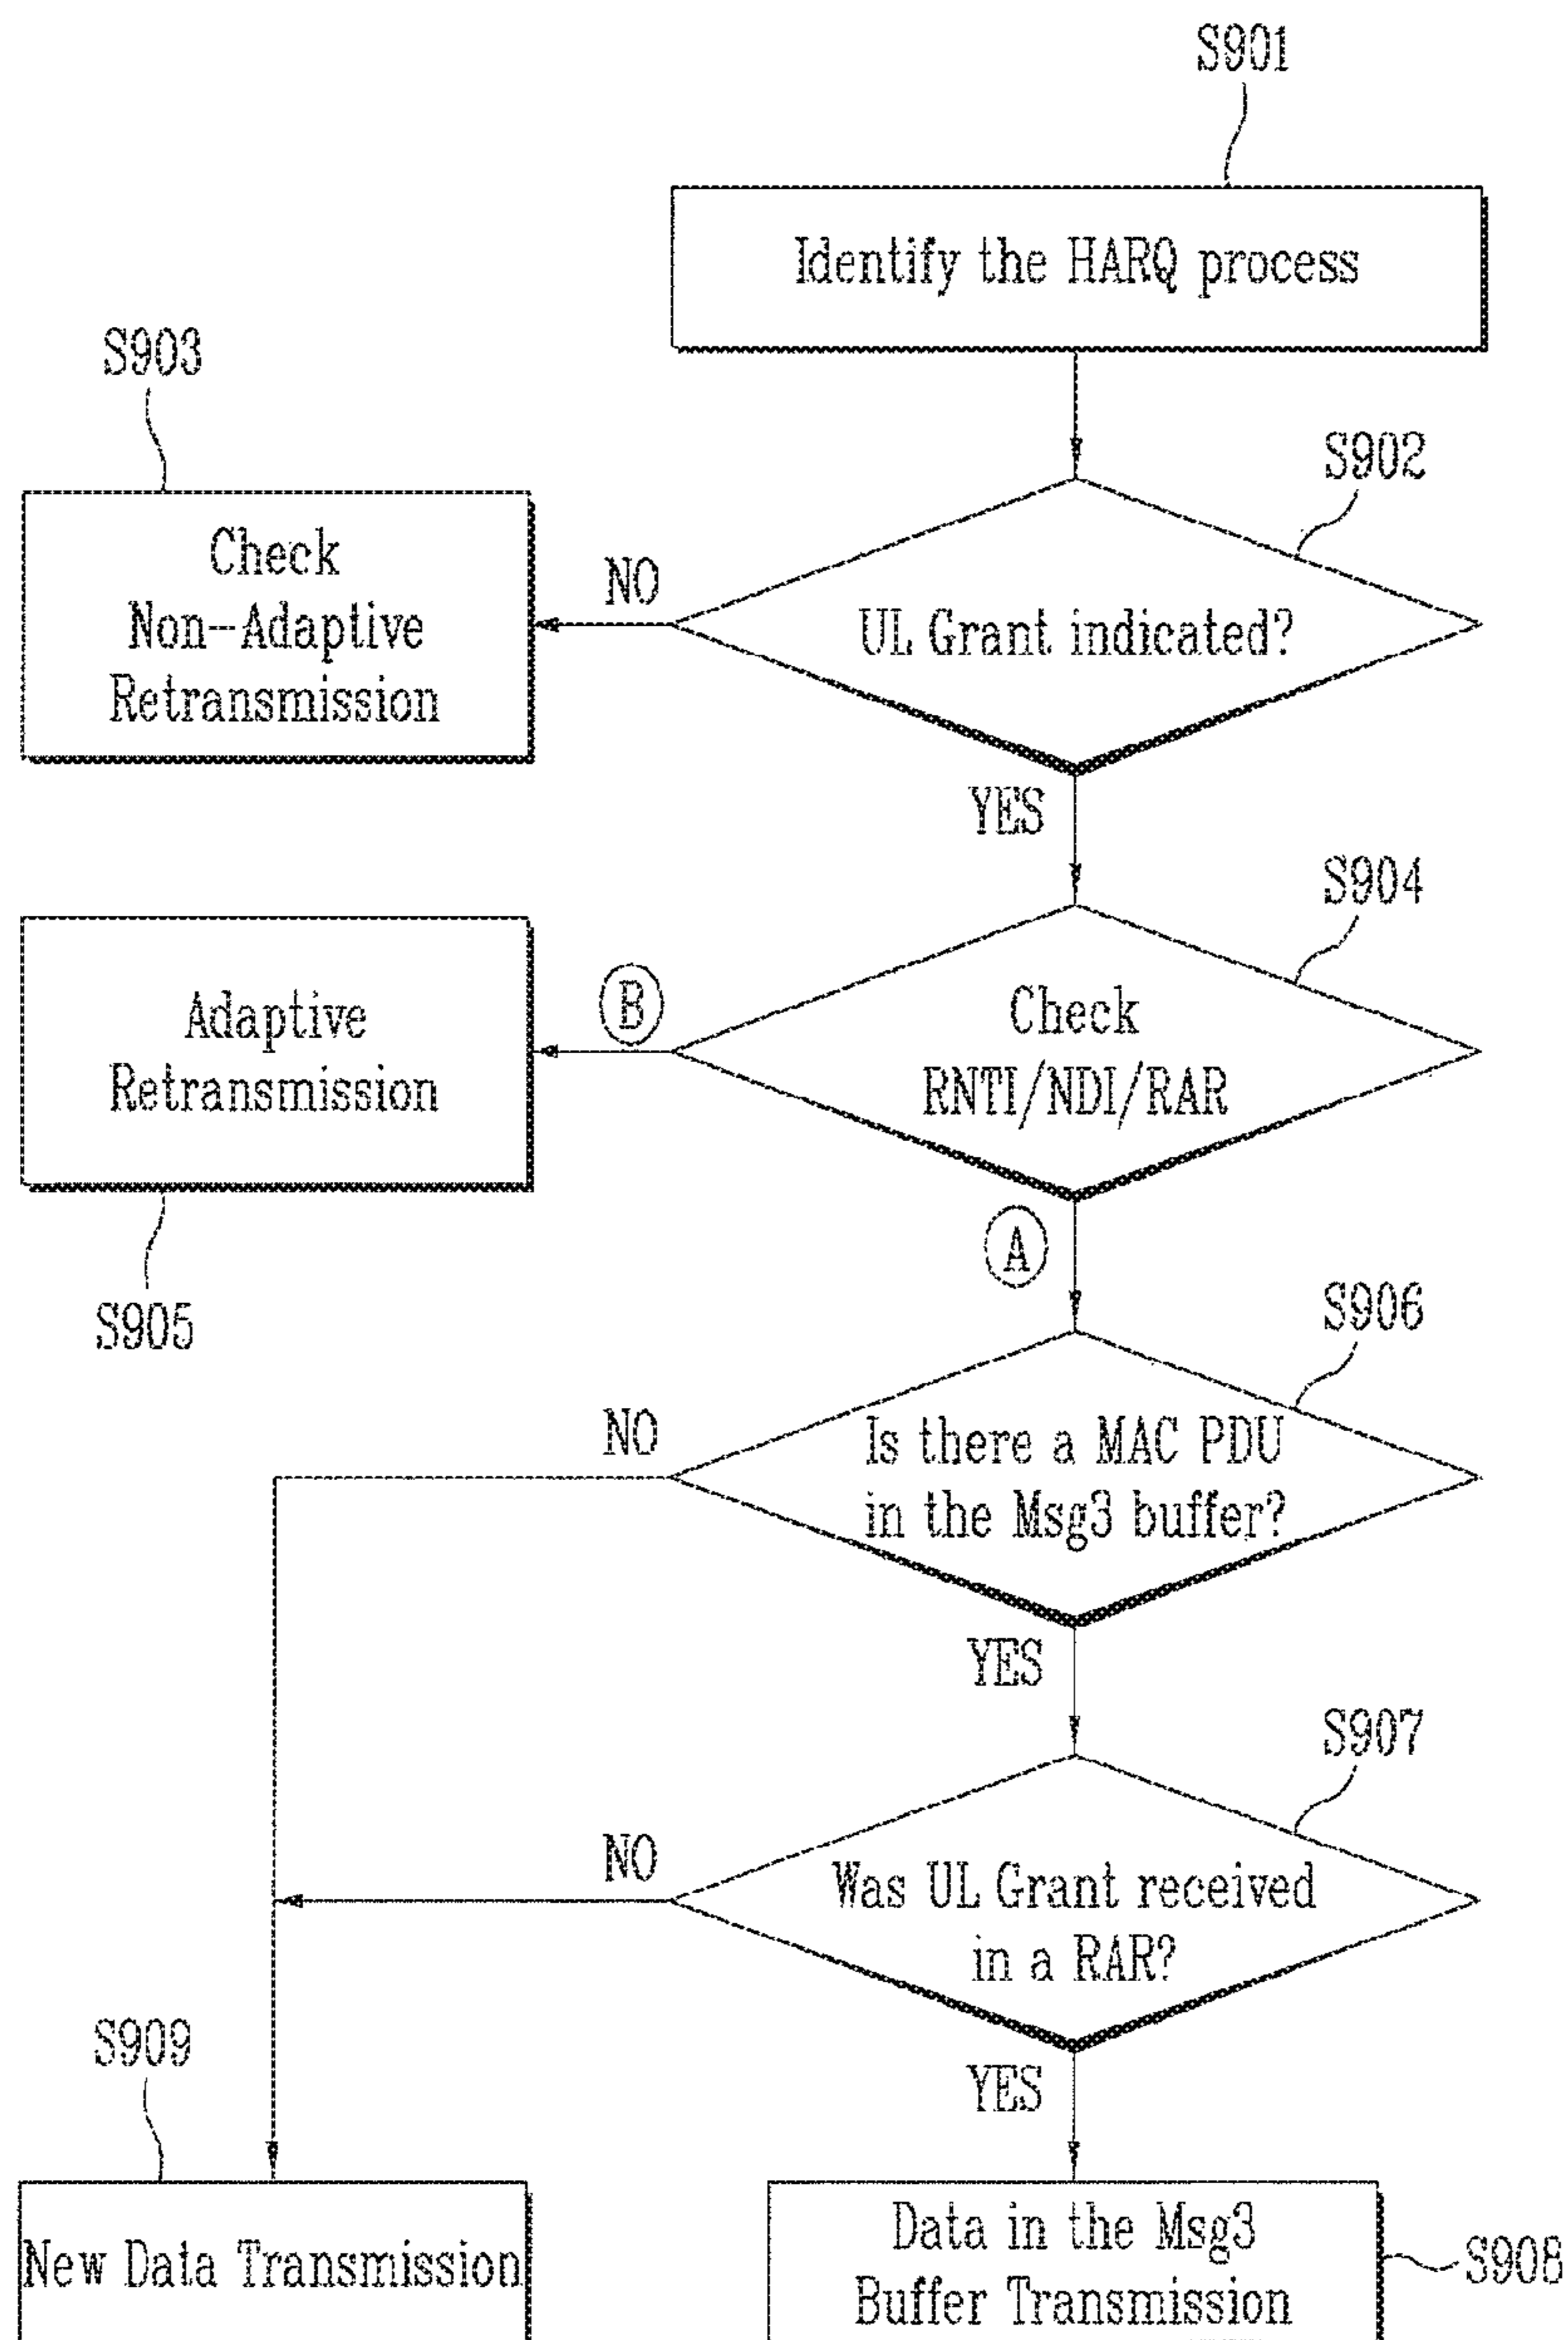 S901
Identify the HARQ process
S903
S902
Check
Non-Adaptive
Retransmission
NO
UL Grant indicated?
YES
S904
Adaptive
Retransmission
B
Check
RNTI/NDI/RAR
A
S905
S906
NO
Is there a MAC PDU
in the Msg3 buffer?
YES
S907
NO
Was UL Grant received
in a RAR?
S909
YES
New Data Transmission
Data in the Msg3
Buffer Transmission
S908